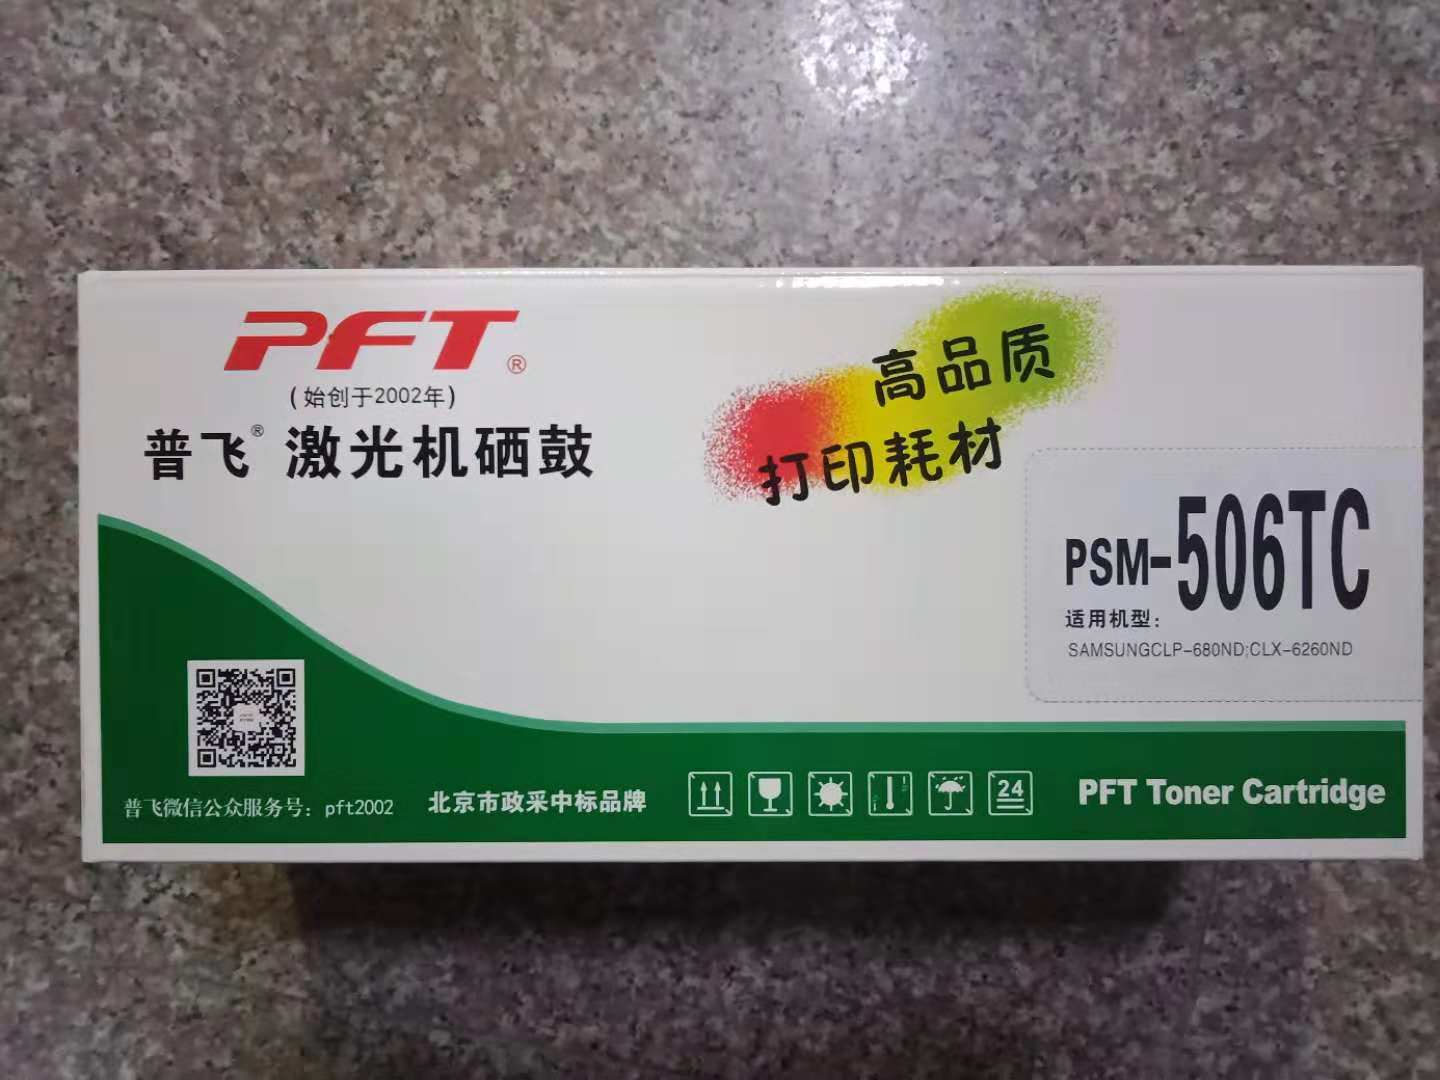 PFT®
(始创于2002年)
普飞® 激光机硒鼓
高品质
打印耗材
PSM-506TC
适用机型：
SAMSUNGCLP-680ND;CLX-6260ND
普飞微信公众服务号：pft2002
北京市政采中标品牌
24
PFT Toner Cartridge